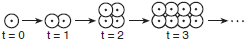 t = 0 t = 1 t = 2 t = 3